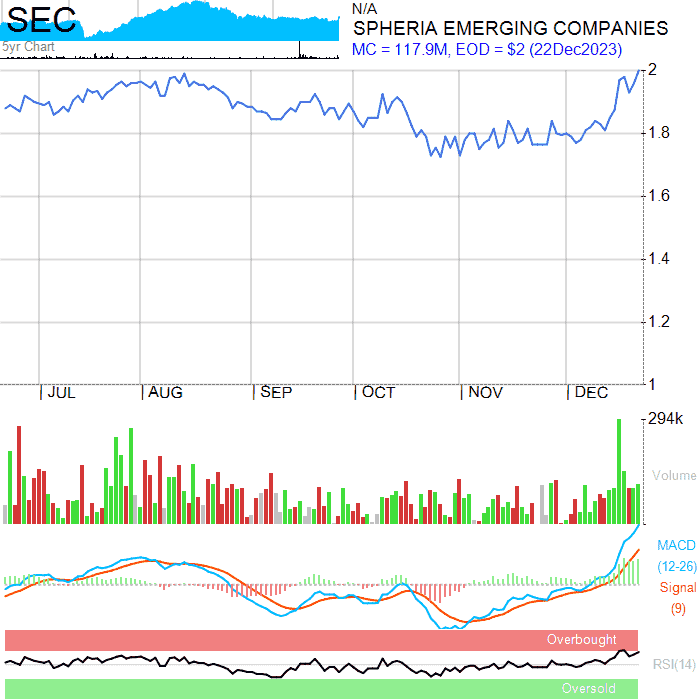 SEC
5yr Chart
N/A
SPHERIA EMERGING COMPANIES
MC = 117.9M, EOD = $2 (22Dec2023)
2
1.8
1.6
1.4
1.2
1
JUL AUG SEP OCT NOV DEC
294k
Volume
MACD
(12-26)
Signal
(9)
Overbought
RSI(14)
Oversold